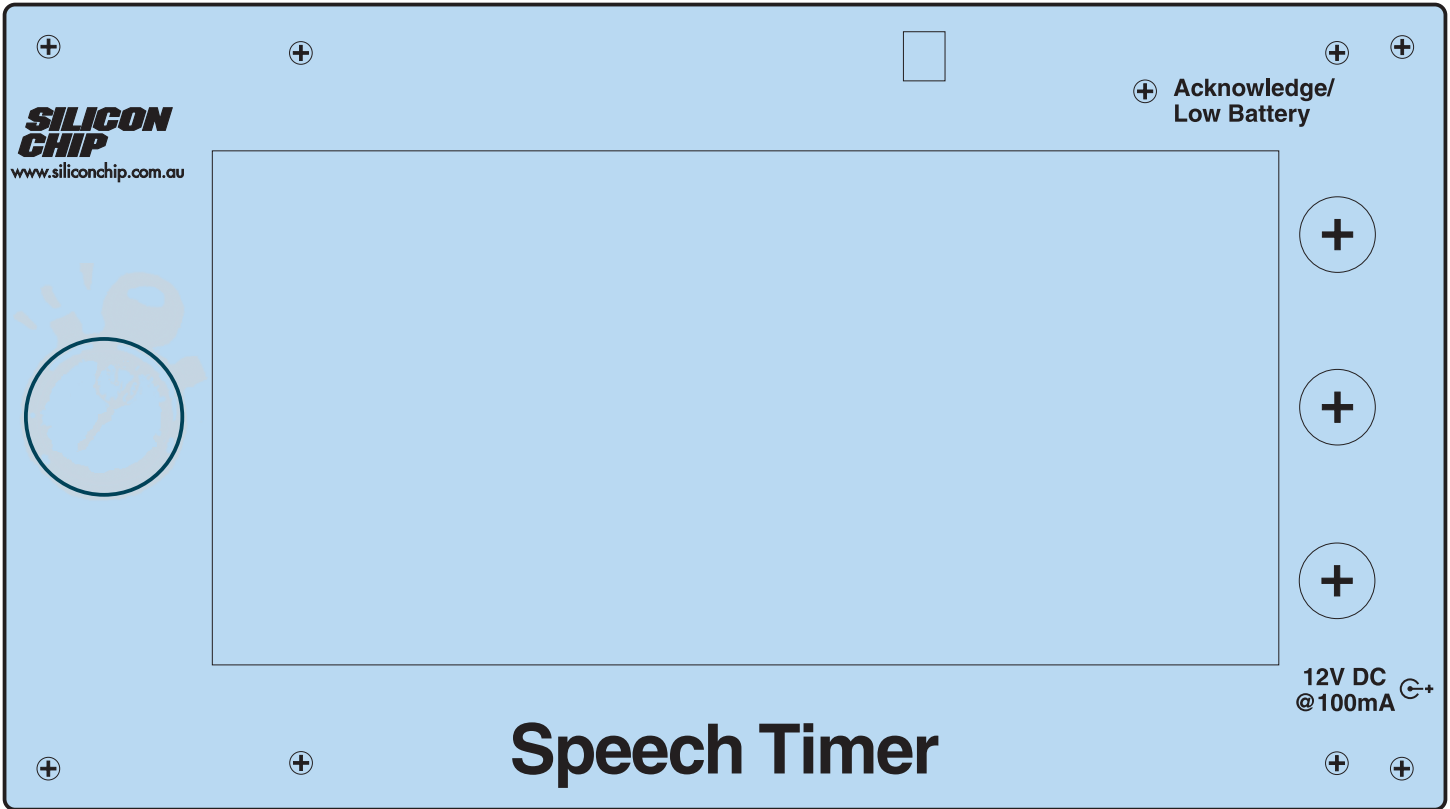 SILICON
CHIP
www.siliconchip.com.au
Acknowledge/
Low Battery
12V DC
@100mA
Speech Timer